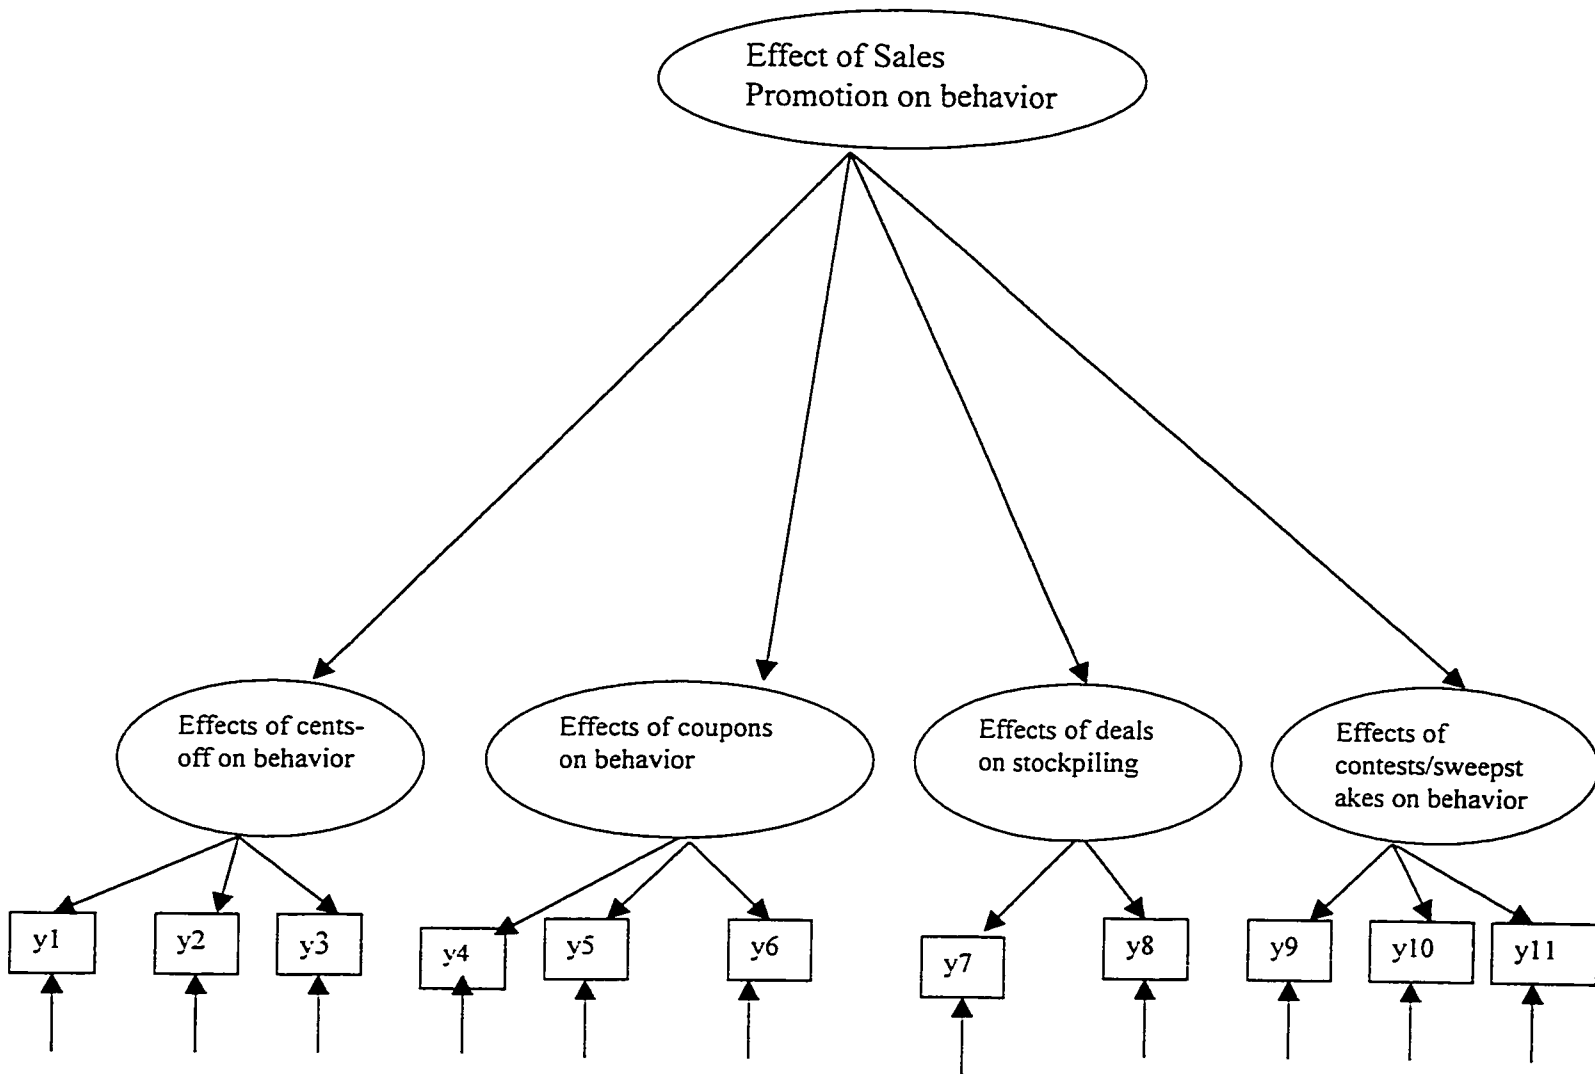 Effect of Sales
Promotion on behavior
Effects of cents-
off on behavior
Effects of coupons
on behavior
Effects of deals
on stockpiling
Effects of
contests/sweepst
akes on behavior
y1
y2
y3
y4
y5
y6
y7
y8
y9
y10
y11